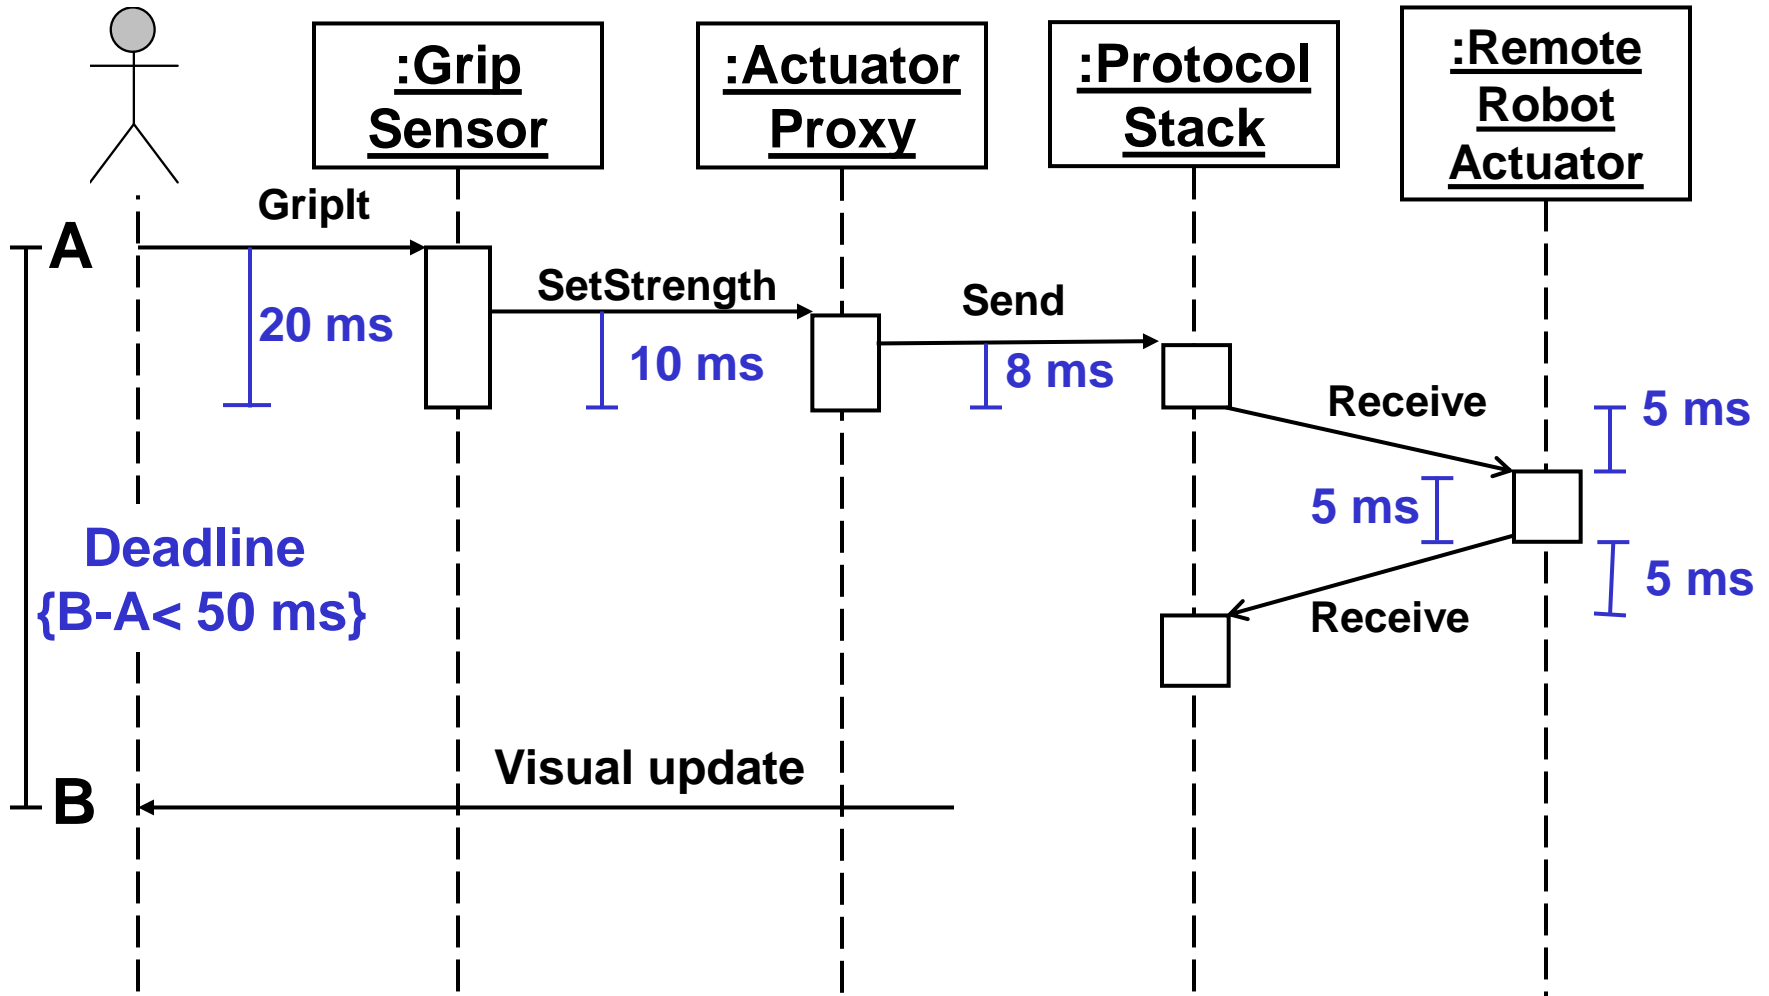 :Grip
Sensor
:Actuator
Proxy
:Protocol
Stack
:Remote
Robot
Actuator
GripIt
A
SetStrength
Send
20 ms
10 ms
8 ms
Receive
5 ms
5 ms
Deadline
{B-A< 50 ms}
5 ms
Receive
Visual update
B